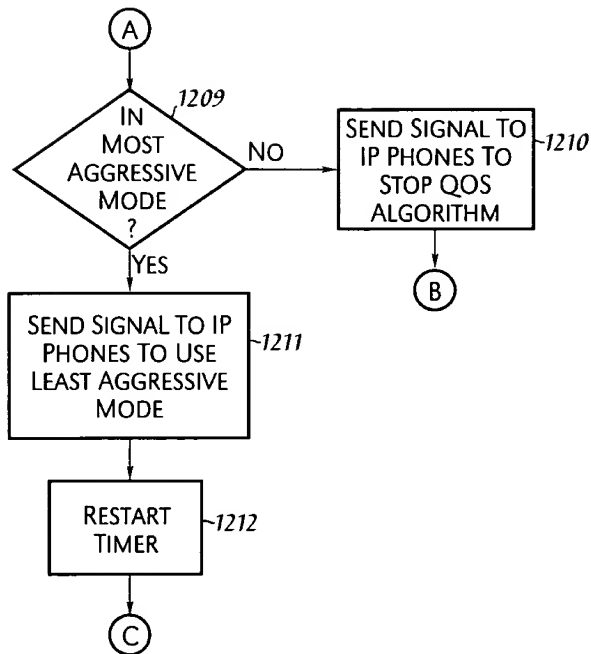 A
1209
IN
MOST
AGGRESSIVE
MODE
?
NO
YES
SEND SIGNAL TO
IP PHONES TO
STOP QOS
ALGORITHM
1210
B
SEND SIGNAL TO IP
PHONES TO USE
LEAST AGGRESSIVE
MODE
1211
RESTART
TIMER
1212
C